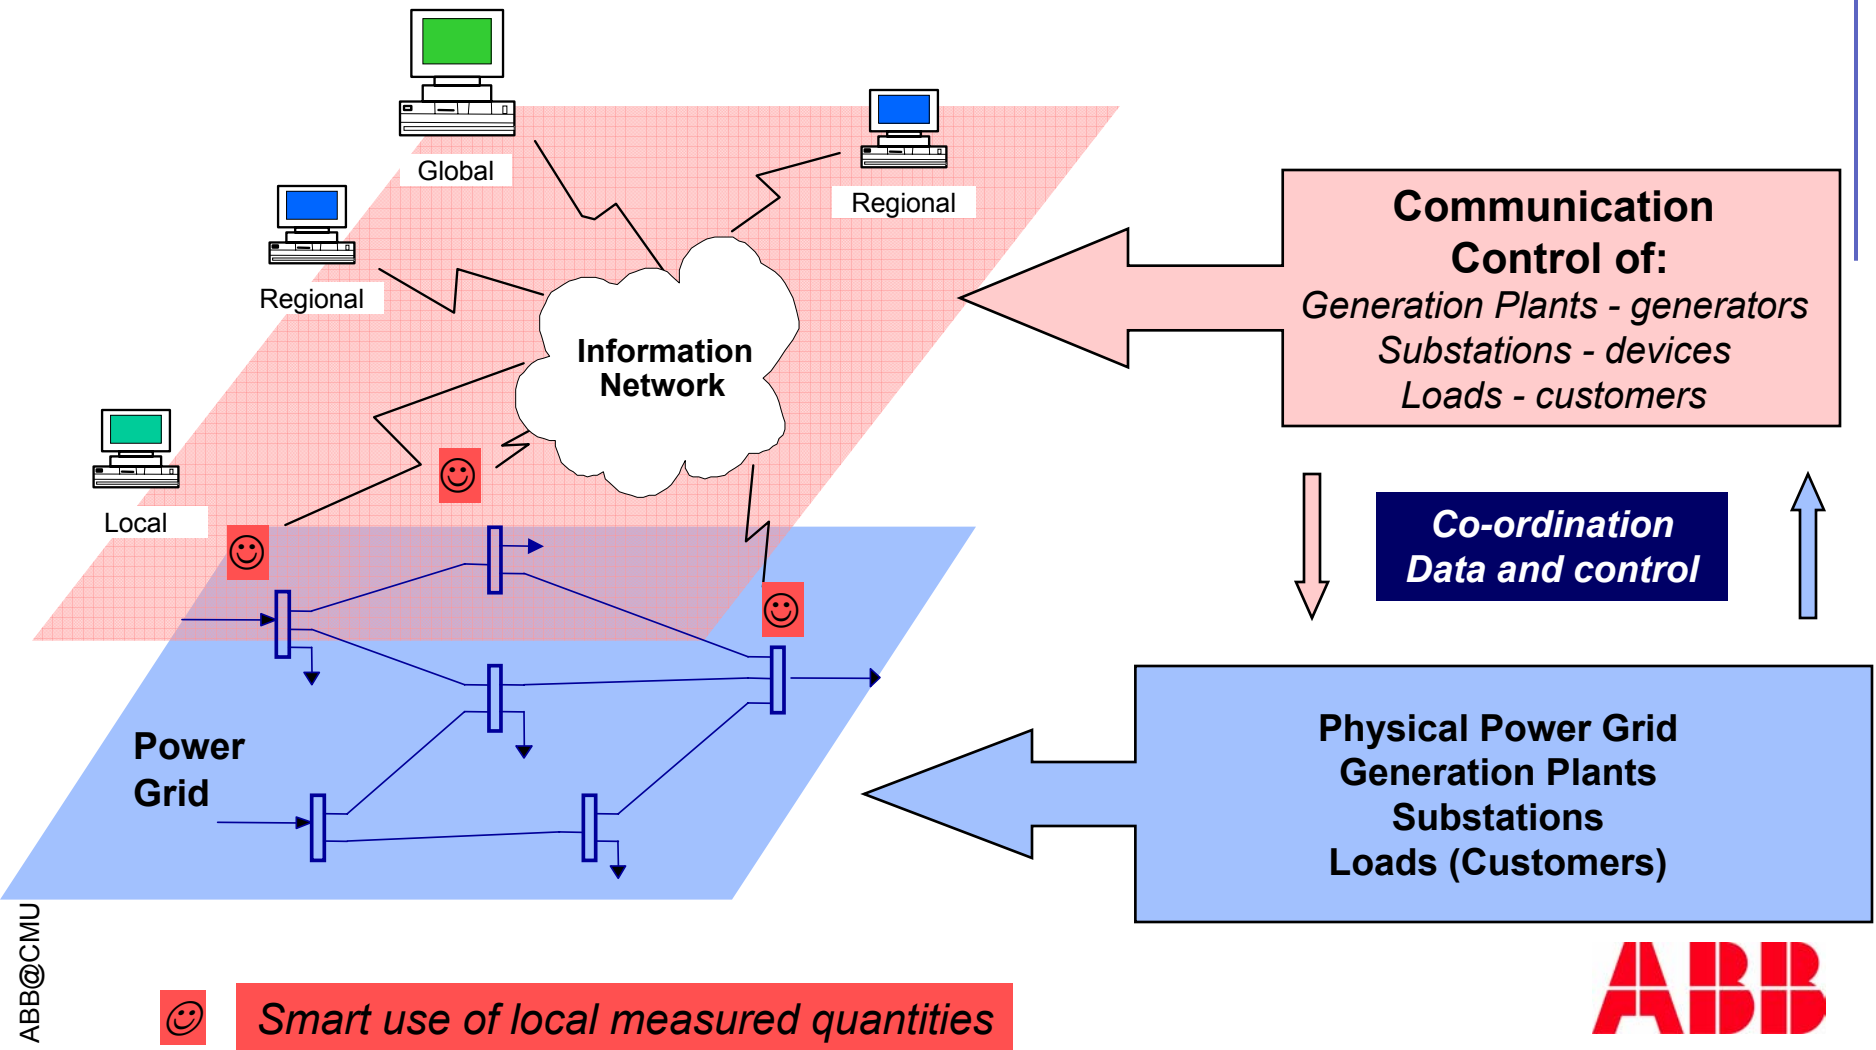 Global
Regional
Regional
Information
Network
Local
Power
Grid
Communication
Control of:
Generation Plants - generators
Substations - devices
Loads - customers
Co-ordination
Data and control
Physical Power Grid
Generation Plants
Substations
Loads (Customers)
ABB@CMU
Smart use of local measured quantities
ABB